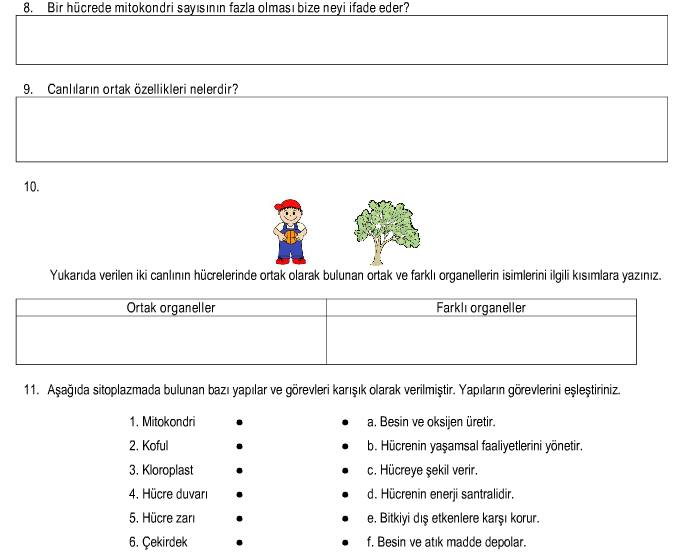 8. Bir hücrede mitokondri sayısının fazla olması bize neyi ifade eder?
9. Canlıların ortak özellikleri nelerdir?
10.
Yukarıda verilen iki canlının hücrelerinde ortak olarak bulunan ortak ve farklı organellerin isimlerini ilgili kısımlara yazınız.
Ortak organeller Farklı organeller
11. Aşağıda sitoplazmada bulunan bazı yapılar ve görevleri karışık olarak verilmiştir. Yapıların görevlerini eşleştiriniz.
1. Mitokondri • • a. Besin ve oksijen üretir.
2. Koful • • b. Hücrenin yaşamsal faaliyetlerini yönetir.
3. Kloroplast • • c. Hücreye şekil verir.
4. Hücre duvarı • • d. Hücrenin enerji santralidir.
5. Hücre zarı • • e. Bitkiyi dış etkenlere karşı korur.
6. Çekirdek • • f. Besin ve atık madde depolar.